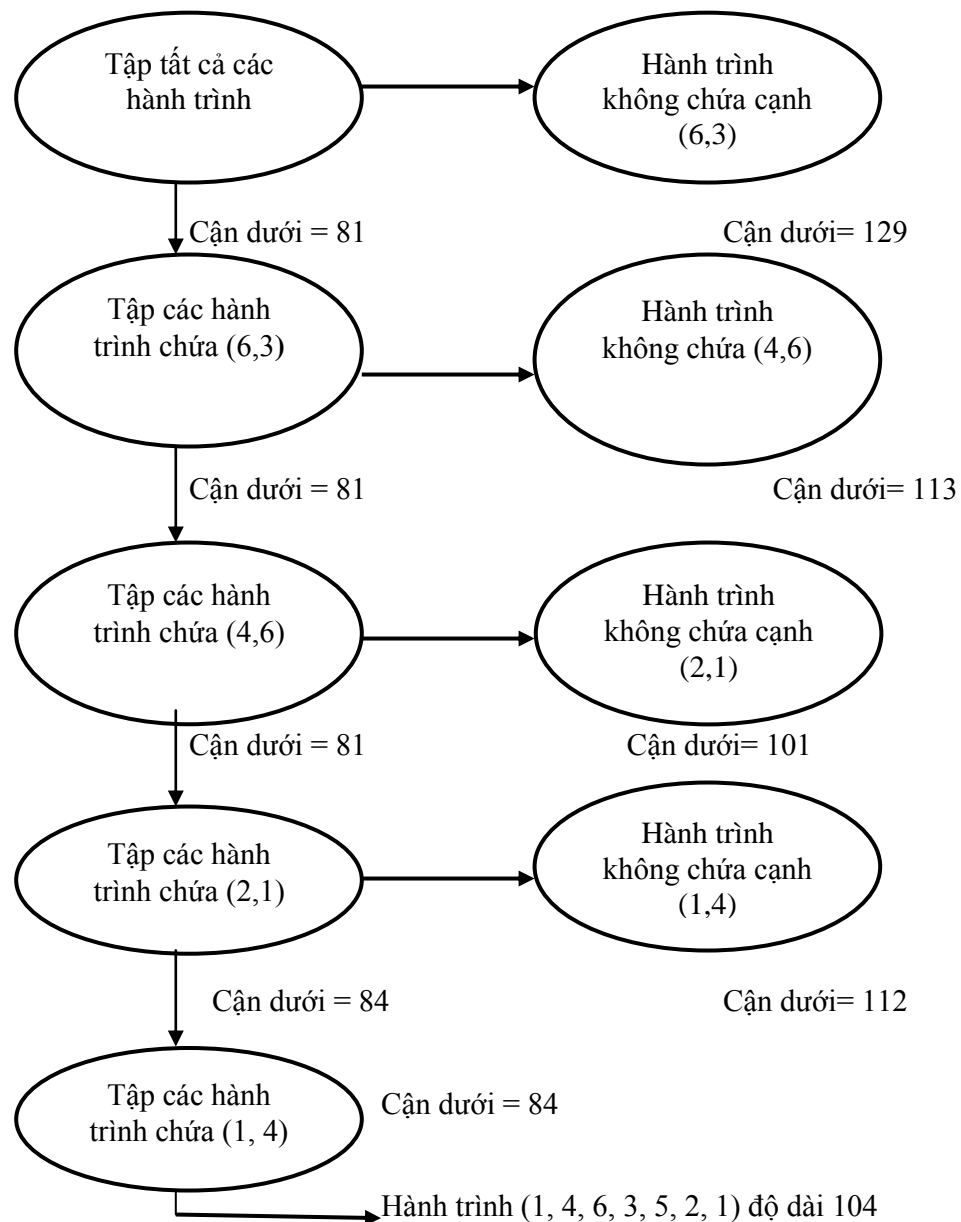 Tập tất cả các
hành trình
Hành trình
không chứa cạnh
(6,3)
Cận dưới = 81
Cận dưới= 129
Tập các hành
trình chứa (6,3)
Hành trình
không chứa (4,6)
Cận dưới = 81
Cận dưới= 113
Tập các hành
trình chứa (4,6)
Hành trình
không chứa cạnh
(2,1)
Cận dưới = 81
Cận dưới= 101
Tập các hành
trình chứa (2,1)
Hành trình
không chứa cạnh
(1,4)
Cận dưới = 84
Cận dưới= 112
Tập các hành
trình chứa (1, 4)
Cận dưới = 84
Hành trình (1, 4, 6, 3, 5, 2, 1) độ dài 104